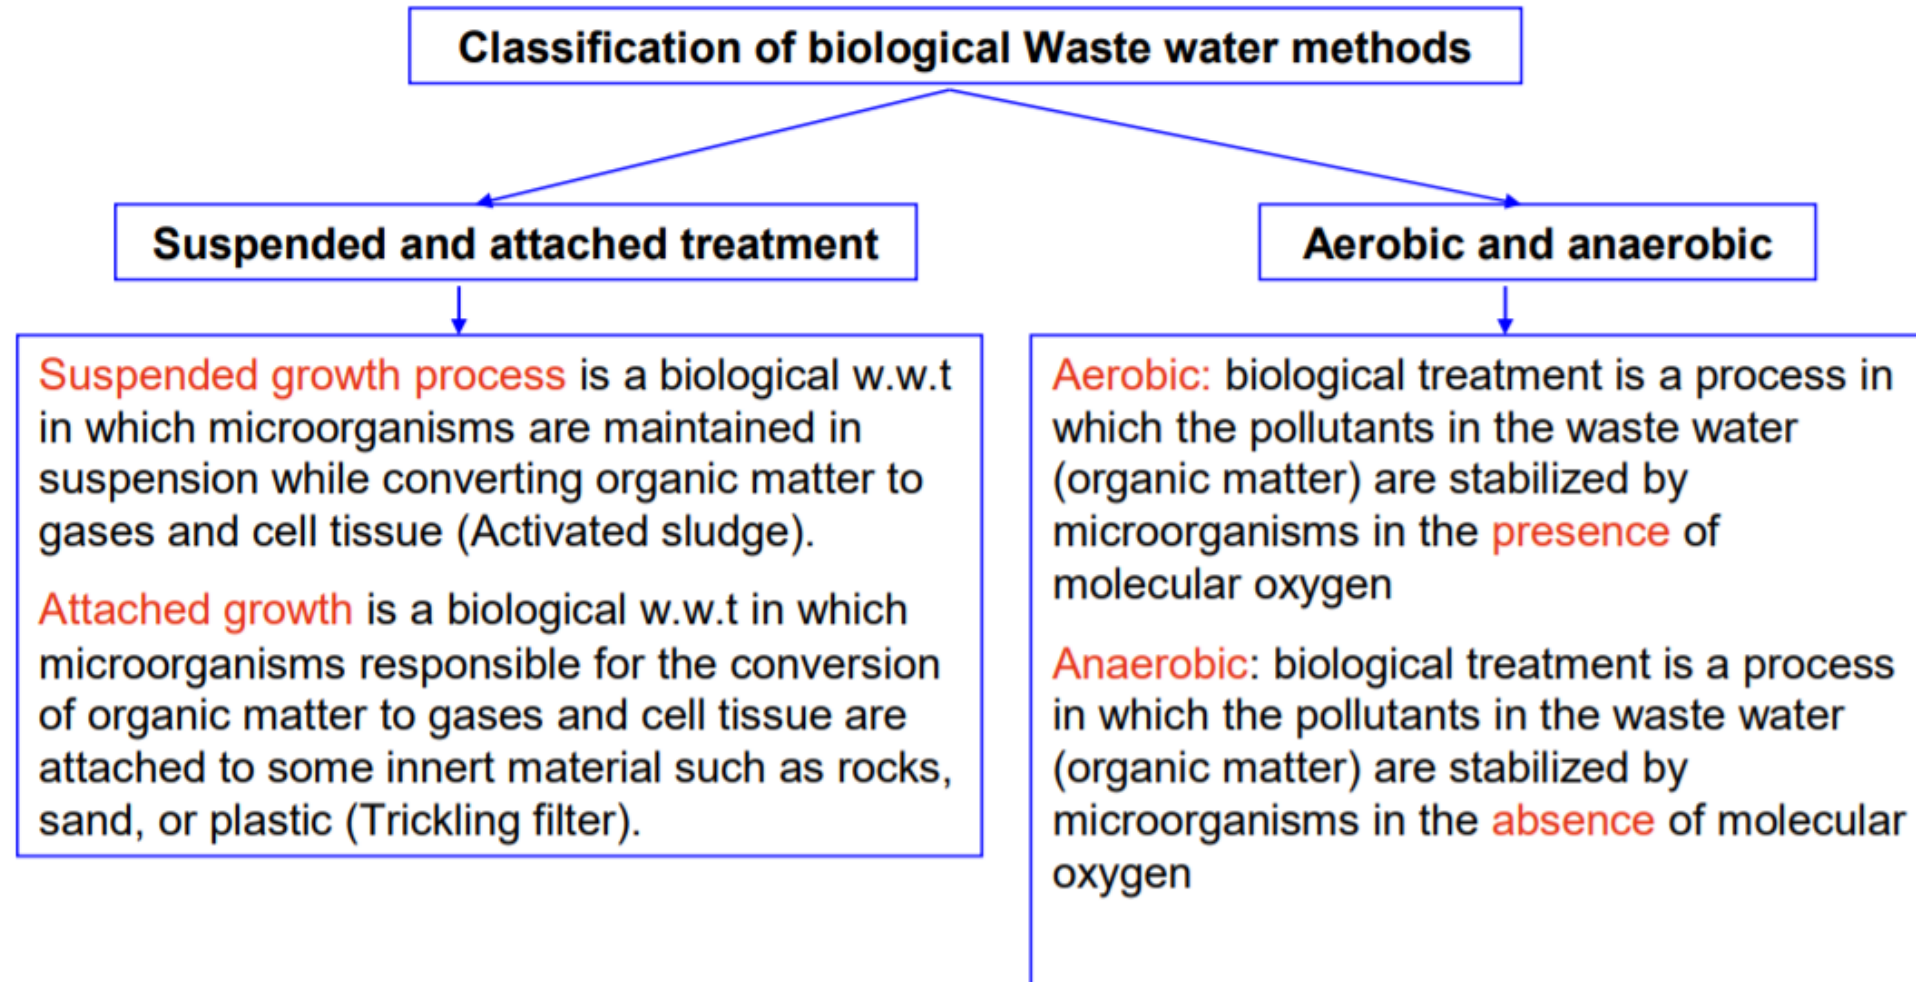 Classification of biological Waste water methods
Suspended and attached treatment
Suspended growth process is a biological w.w.t
in which microorganisms are maintained in
suspension while converting organic matter to
gases and cell tissue (Activated sludge).
Attached growth is a biological w.w.t in which
microorganisms responsible for the conversion
of organic matter to gases and cell tissue are
attached to some innert material such as rocks,
sand, or plastic (Trickling filter).
Aerobic and anaerobic
Aerobic: biological treatment is a process in
which the pollutants in the waste water
(organic matter) are stabilized by
microorganisms in the presence of
molecular oxygen
Anaerobic: biological treatment is a process
in which the pollutants in the waste water
(organic matter) are stabilized by
microorganisms in the absence of molecular
oxygen